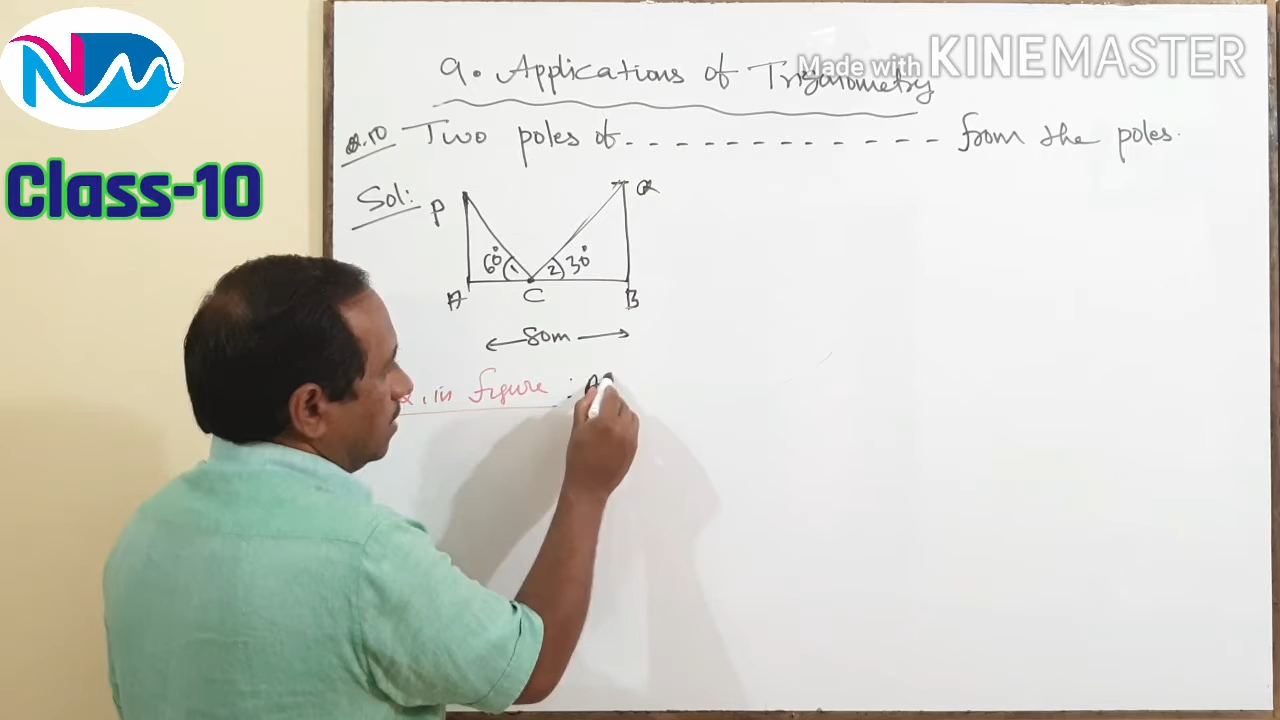 NM
Class-10
Made with KINEMASTER
9. Applications of Trigonometry
Q.10 Two poles of - - - - - - - - - - - - - from the poles.
Sol:
P
Q
60°
1
2
30°
A
C
B
80m
in figure :